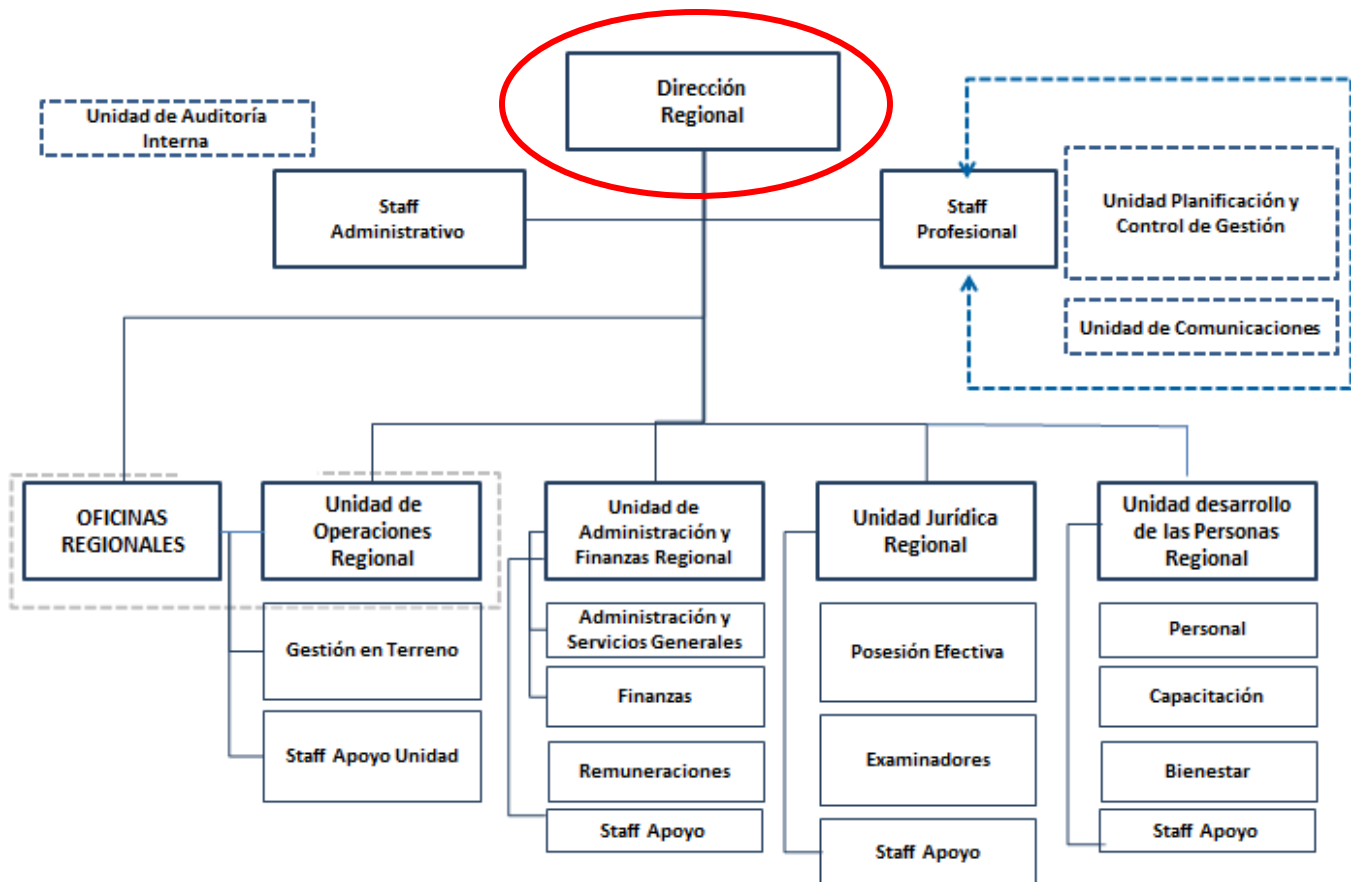 Dirección
Regional
Unidad de Auditoría
Interna
Staff
Administrativo
Staff
Profesional
Unidad Planificación y
Control de Gestión
Unidad de Comunicaciones
OFICINAS
REGIONALES
Unidad de
Operaciones
Regional
Gestión en Terreno
Staff Apoyo Unidad
Unidad de
Administración y
Finanzas Regional
Administración y
Servicios Generales
Finanzas
Remuneraciones
Staff Apoyo
Unidad Jurídica
Regional
Posesión Efectiva
Examinadores
Staff Apoyo
Unidad desarrollo
de las Personas
Regional
Personal
Capacitación
Bienestar
Staff Apoyo